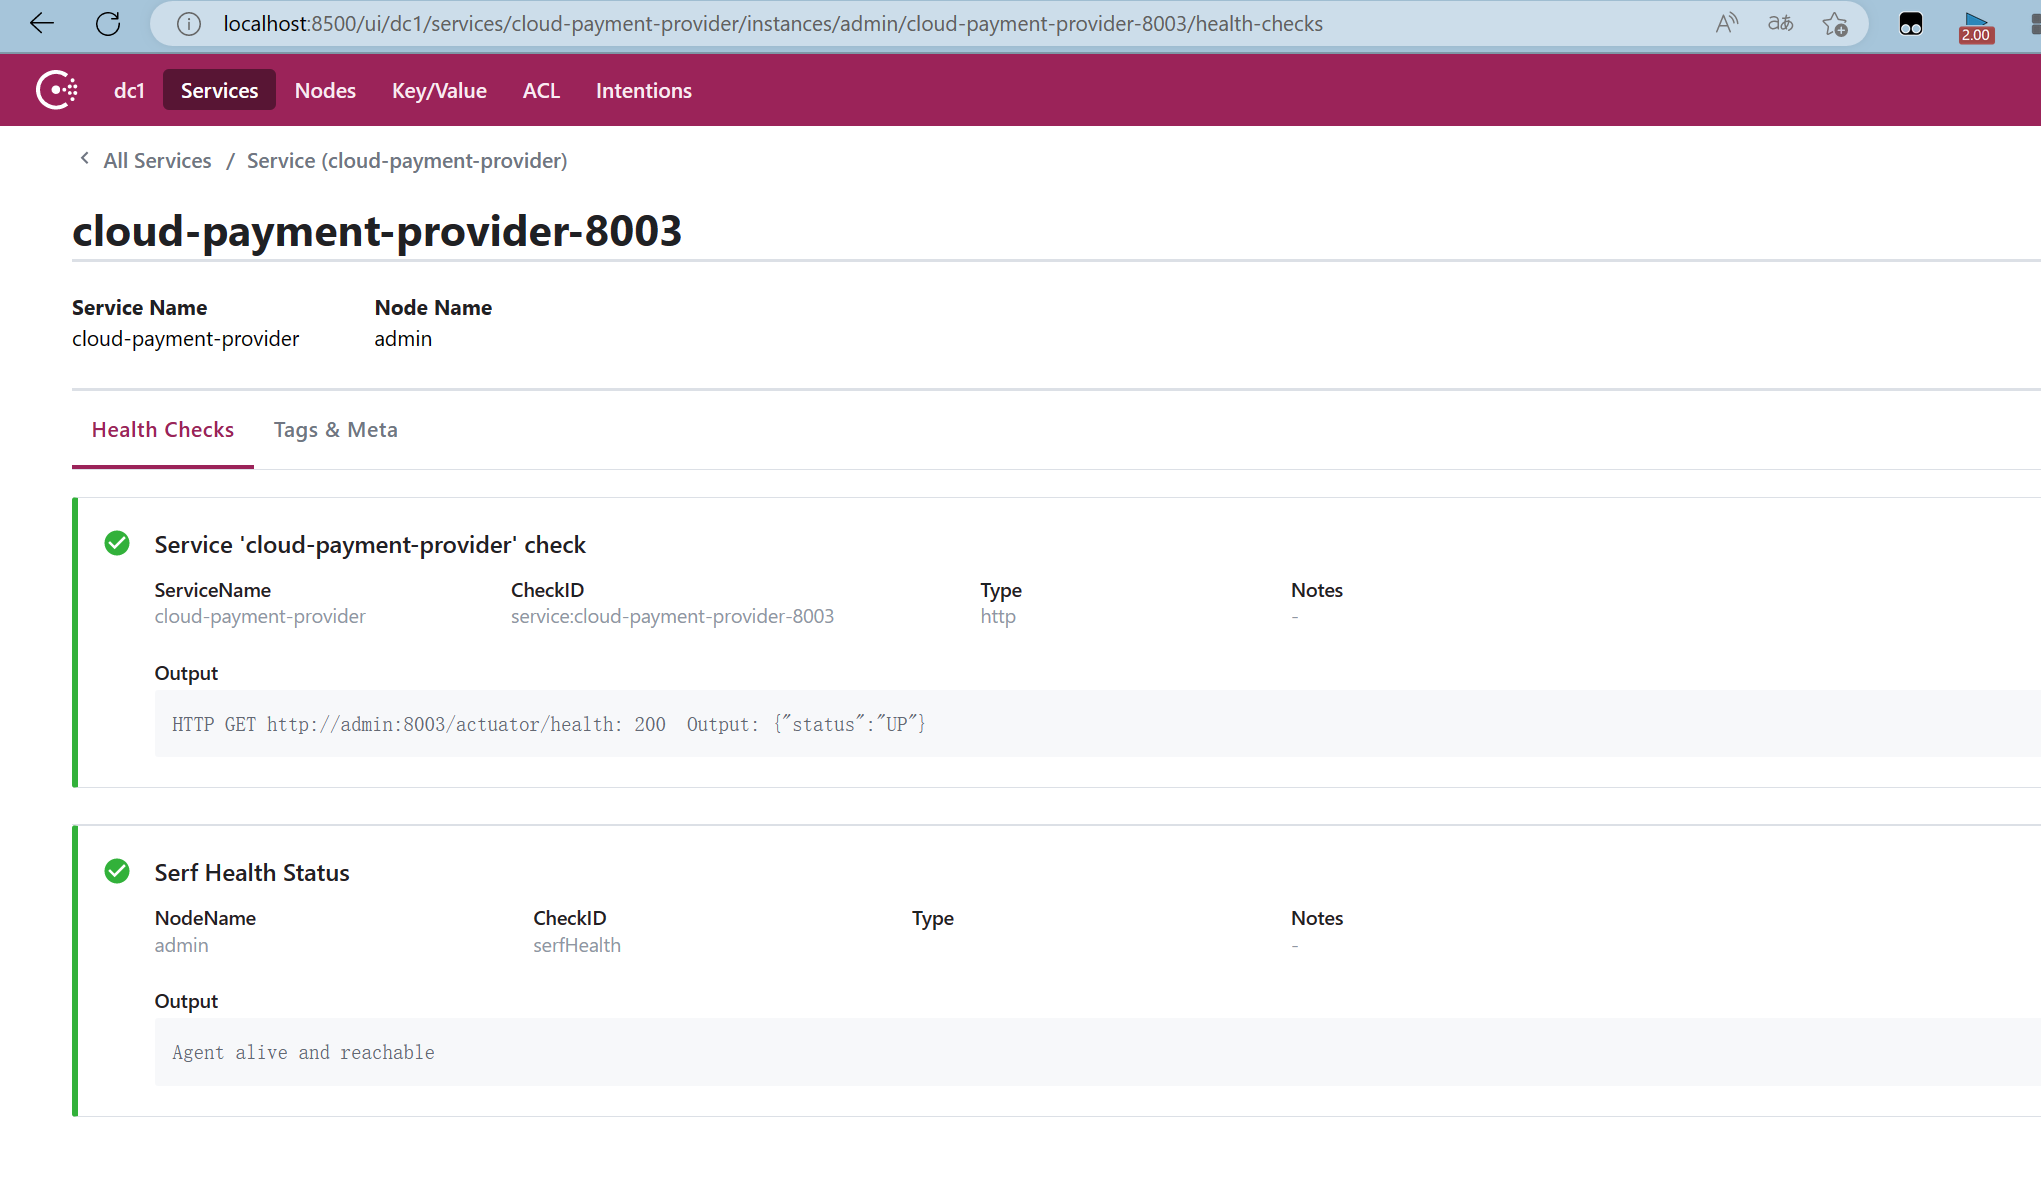 localhost:8500/ui/dc1/services/cloud-payment-provider/instances/admin/cloud-payment-provider-8003/health-checks
aあ
2.00
dc1 Services Nodes Key/Value ACL Intentions
All Services / Service (cloud-payment-provider)
cloud-payment-provider-8003
Service Name Node Name
cloud-payment-provider admin
Health Checks Tags & Meta
Service 'cloud-payment-provider' check
ServiceName CheckID Type Notes
cloud-payment-provider service:cloud-payment-provider-8003 http -
Output
HTTP GET http://admin:8003/actuator/health: 200  Output: {"status":"UP"}
Serf Health Status
NodeName CheckID Type Notes
admin serfHealth -
Output
Agent alive and reachable